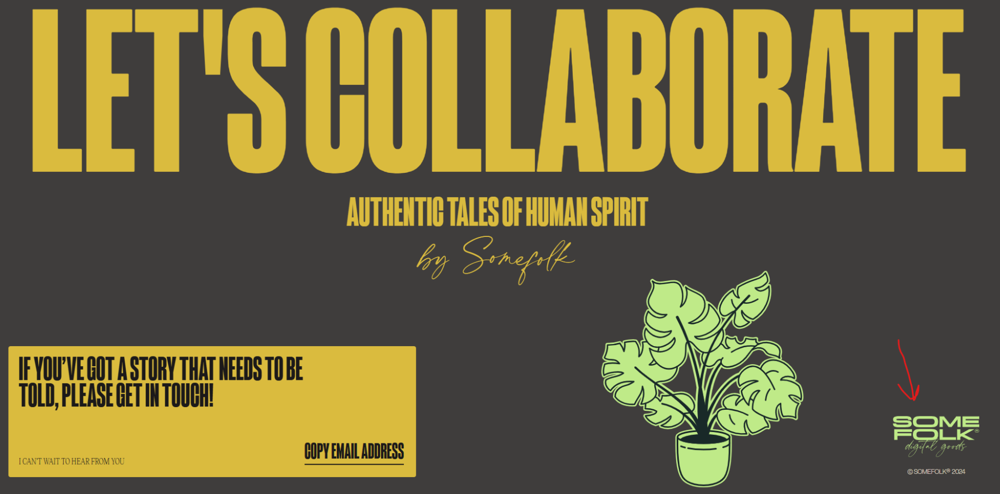 LET'S COLLABORATE
AUTHENTIC TALES OF HUMAN SPIRIT
by Somefolk
IF YOU’VE GOT A STORY THAT NEEDS TO BE
TOLD, PLEASE GET IN TOUCH!
COPY EMAIL ADDRESS
I CAN'T WAIT TO HEAR FROM YOU
SOME
FOLK®
digital goods
© SOMEFOLK® 2024